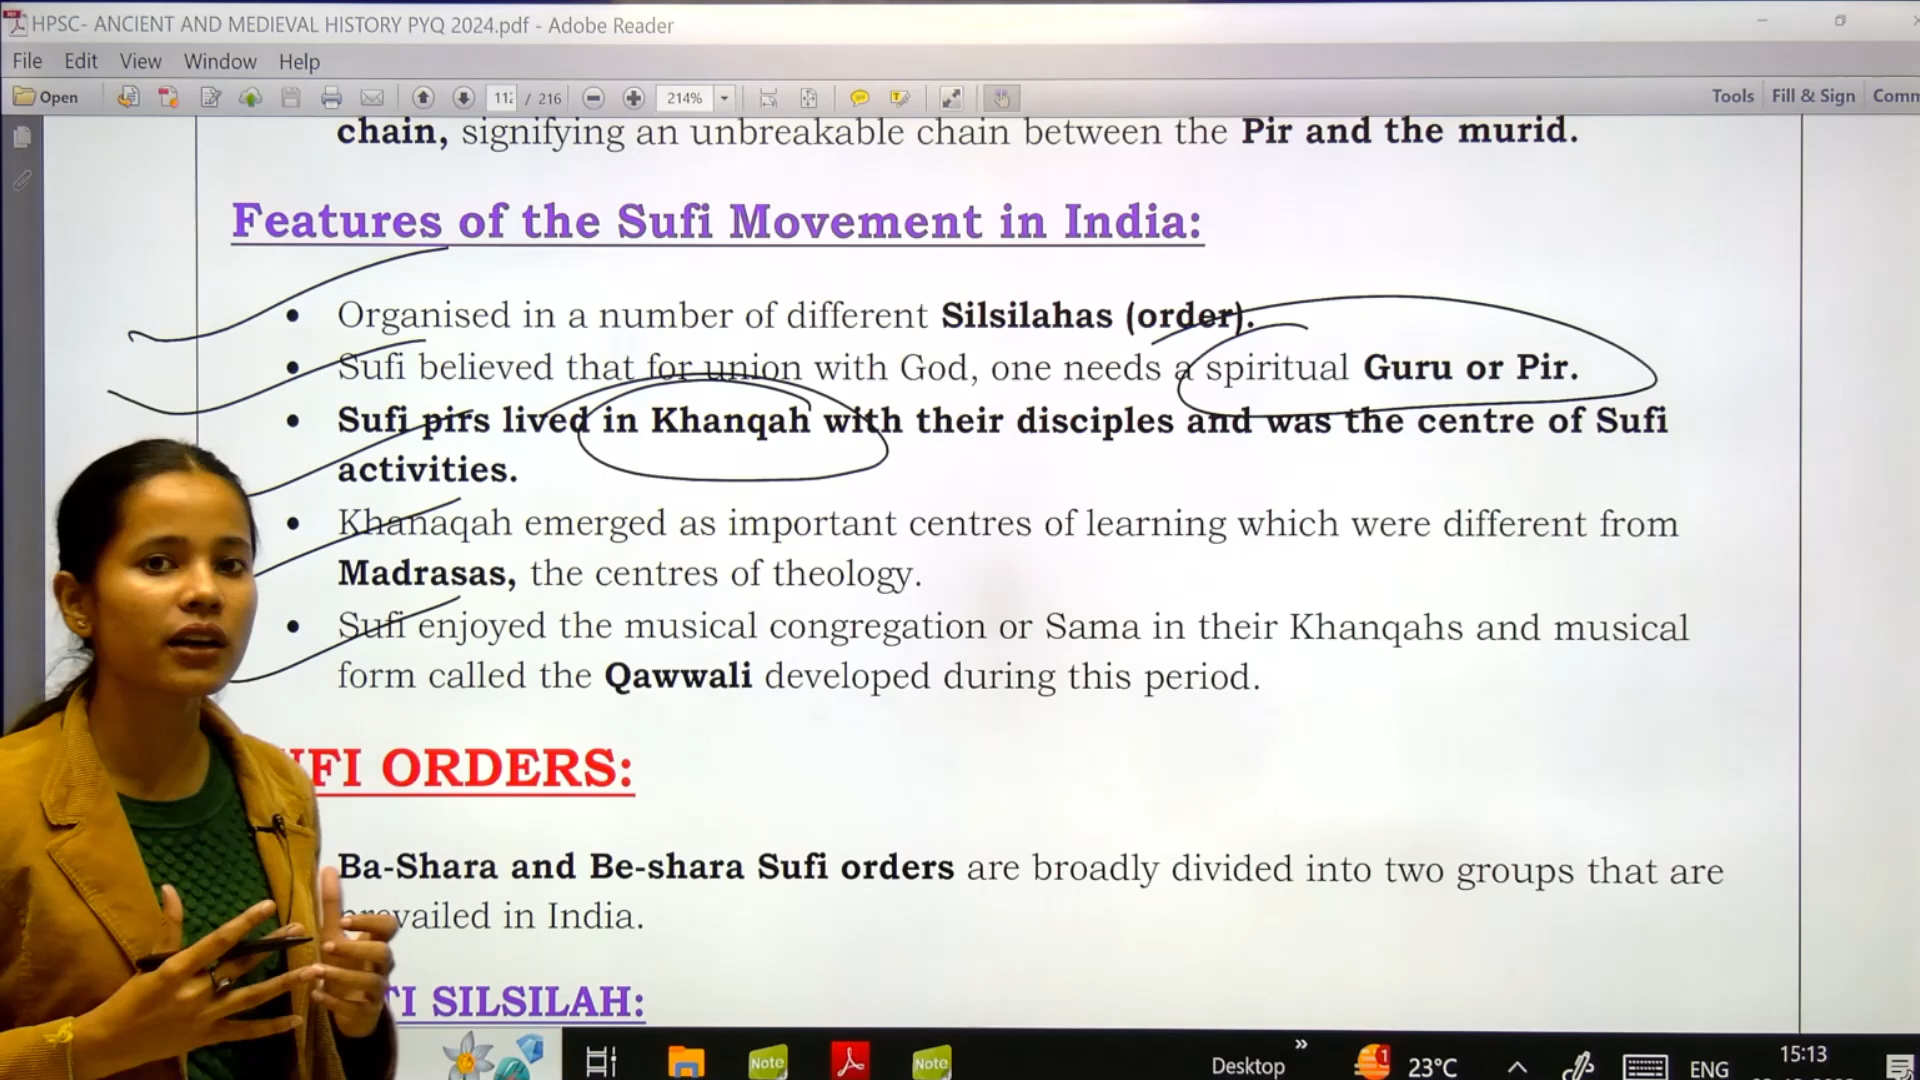 HPSC- ANCIENT AND MEDIEVAL HISTORY PYQ 2024.pdf - Adobe Reader
File Edit View Window Help
Open / 216 214% Tools Fill & Sign Comm
chain, signifying an unbreakable chain between the Pir and the murid.
Features of the Sufi Movement in India:
• Organised in a number of different Silsilahas (order).
• Sufi believed that for union with God, one needs a spiritual Guru or Pir.
• Sufi pirs lived in Khanqah with their disciples and was the centre of Sufi
activities.
• Khanaqah emerged as important centres of learning which were different from
Madrasas, the centres of theology.
• Sufi enjoyed the musical congregation or Sama in their Khanqahs and musical
form called the Qawwali developed during this period.
UFI ORDERS:
Ba-Shara and Be-shara Sufi orders are broadly divided into two groups that are
prevailed in India.
TI SILSILAH:
Note Note Desktop » 1 23°C ENG 15:13